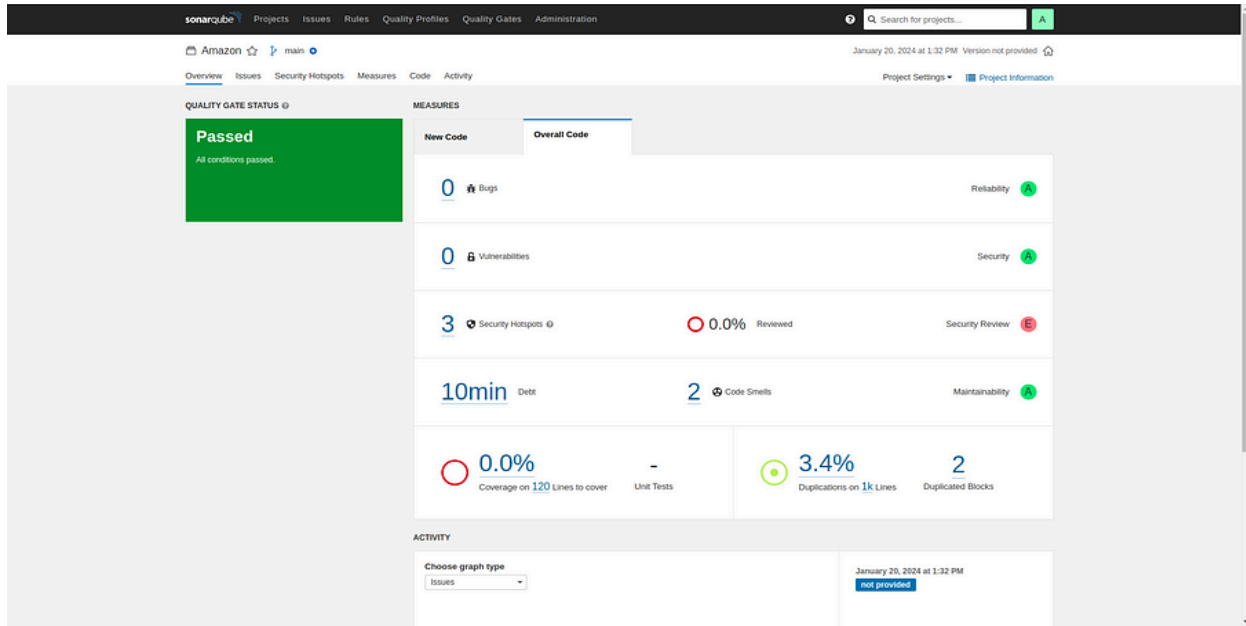 sonarqube Projects Issues Rules Quality Profiles Quality Gates Administration Search for projects... A
Amazon main January 20, 2024 at 1:32 PM Version not provided
Overview Issues Security Hotspots Measures Code Activity Project Settings Project Information
QUALITY GATE STATUS MEASURES
Passed
All conditions passed.
New Code Overall Code
0 Bugs Reliability A
0 Vulnerabilities Security A
3 Security Hotspots 0.0% Reviewed Security Review E
10min Debt 2 Code Smells Maintainability A
0.0% - 3.4% 2
Coverage on 120 Lines to cover Unit Tests Duplications on 1k Lines Duplicated Blocks
ACTIVITY
Choose graph type January 20, 2024 at 1:32 PM
Issues not provided